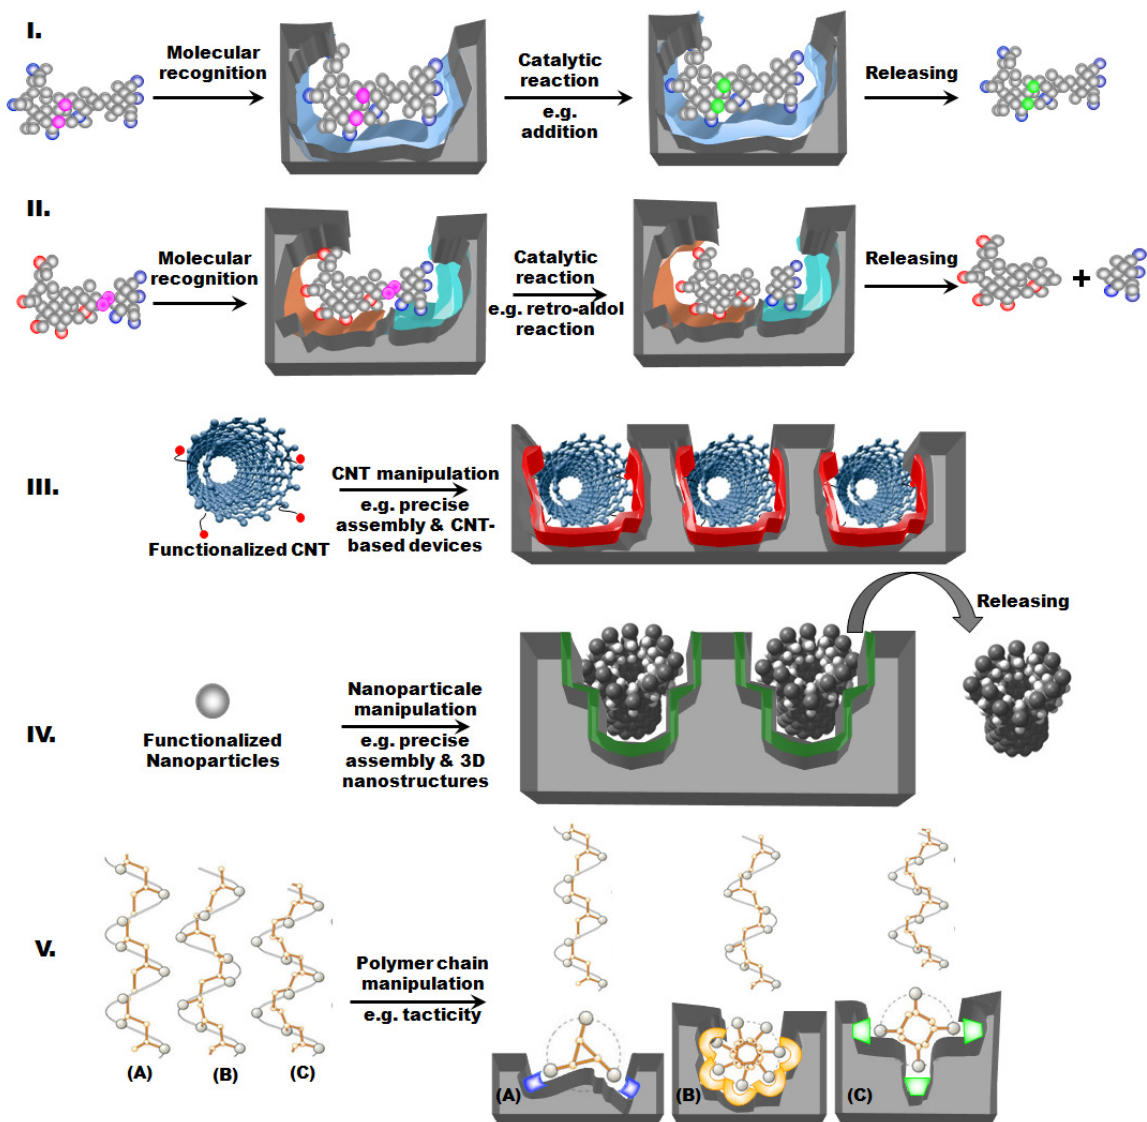 I.
Molecular
recognition
Catalytic
reaction
e.g.
addition
Releasing
II.
Molecular
recognition
Catalytic
reaction
e.g. retro-aldol
reaction
Releasing
+
III.
Functionalized CNT
CNT manipulation
e.g. precise
assembly & CNT-
based devices
IV.
Functionalized
Nanoparticles
Nanoparticale
manipulation
e.g. precise
assembly & 3D
nanostructures
Releasing
V.
(A)
(B)
(C)
Polymer chain
manipulation
e.g. tacticity
(A)
(B)
(C)